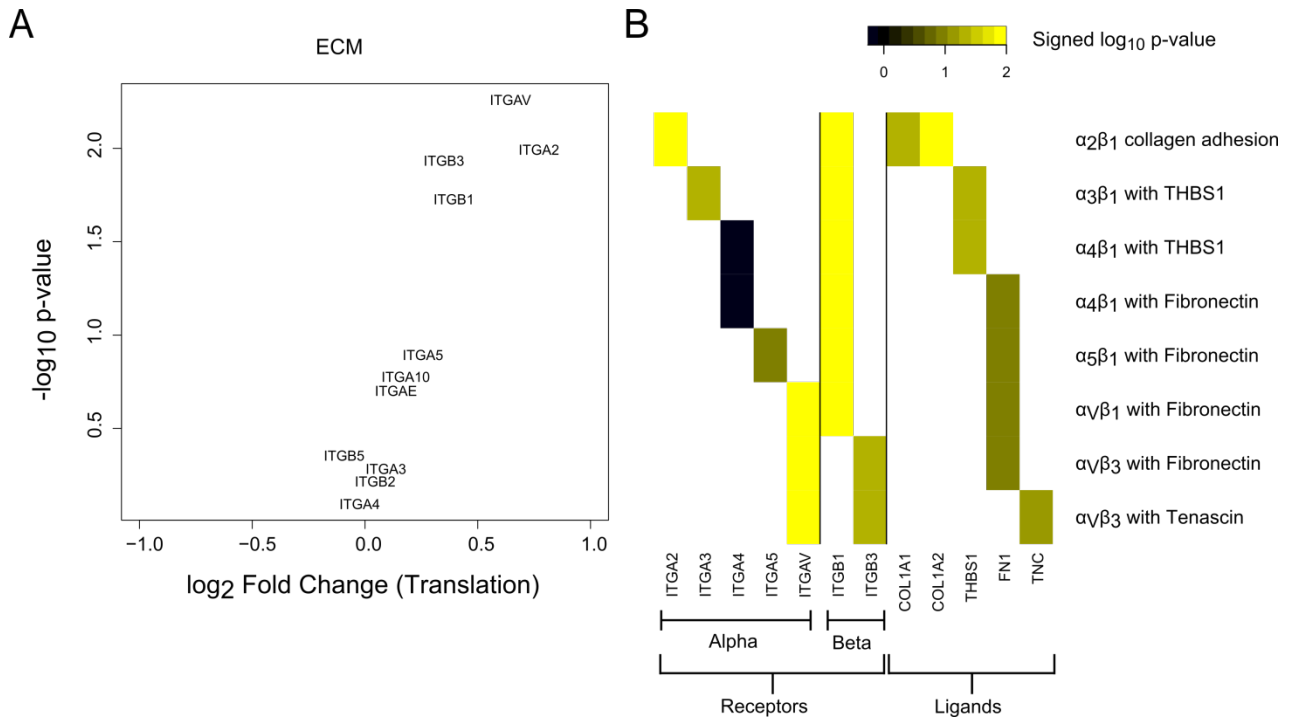 A
ECM
ITGAV
ITGA2
ITGB3
ITGB1
ITGA5
ITGA10
ITGAE
ITGB5
ITGA3
ITGB2
ITGA4
2.0
1.5
1.0
0.5
-log10 p-value
−1.0 −0.5 0.0 0.5 1.0
log2 Fold Change (Translation)
B
Signed log10 p-value
0 1 2
α2β1 collagen adhesion
α3β1 with THBS1
α4β1 with THBS1
α4β1 with Fibronectin
α5β1 with Fibronectin
αVβ1 with Fibronectin
αVβ3 with Fibronectin
αVβ3 with Tenascin
ITGA2
ITGA3
ITGA4
ITGA5
ITGAV
ITGB1
ITGB3
COL1A1
COL1A2
THBS1
FN1
TNC
Alpha Beta
Receptors Ligands